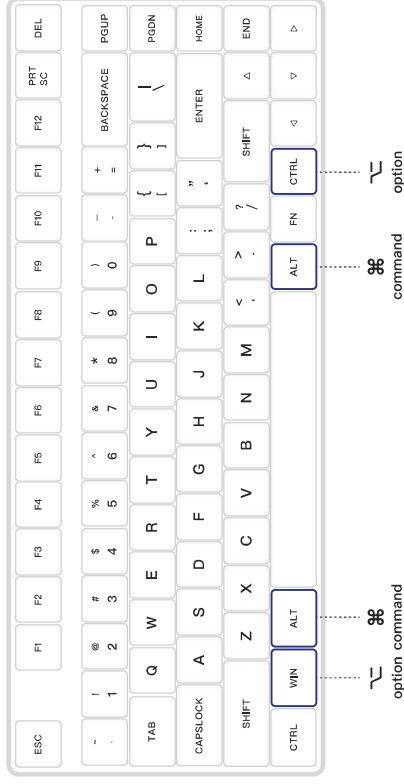 ESC F1 F2 F3 F4 F5 F6 F7 F8 F9 F10 F11 F12 PRT SC DEL
~ ` ! 1 @ 2 # 3 $ 4 % 5 ^ 6 & 7 * 8 ( 9 ) 0 — - + = BACKSPACE PGUP
TAB Q W E R T Y U I O P { [ } ] | \ PGDN
CAPSLOCK A S D F G H J K L : ; " ' ENTER HOME
SHIFT Z X C V B N M < , > . ? / SHIFT △ END
CTRL WIN ALT ALT FN CTRL ◁ ▽ ▷
⌥ ⌘ ⌘ ⌥
option command command option